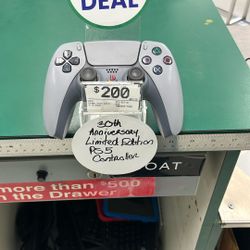 DEAL
$200
30th
Anniversary
Limited Edition
PS5
Controller
OAT
more than $500
n the Drawer